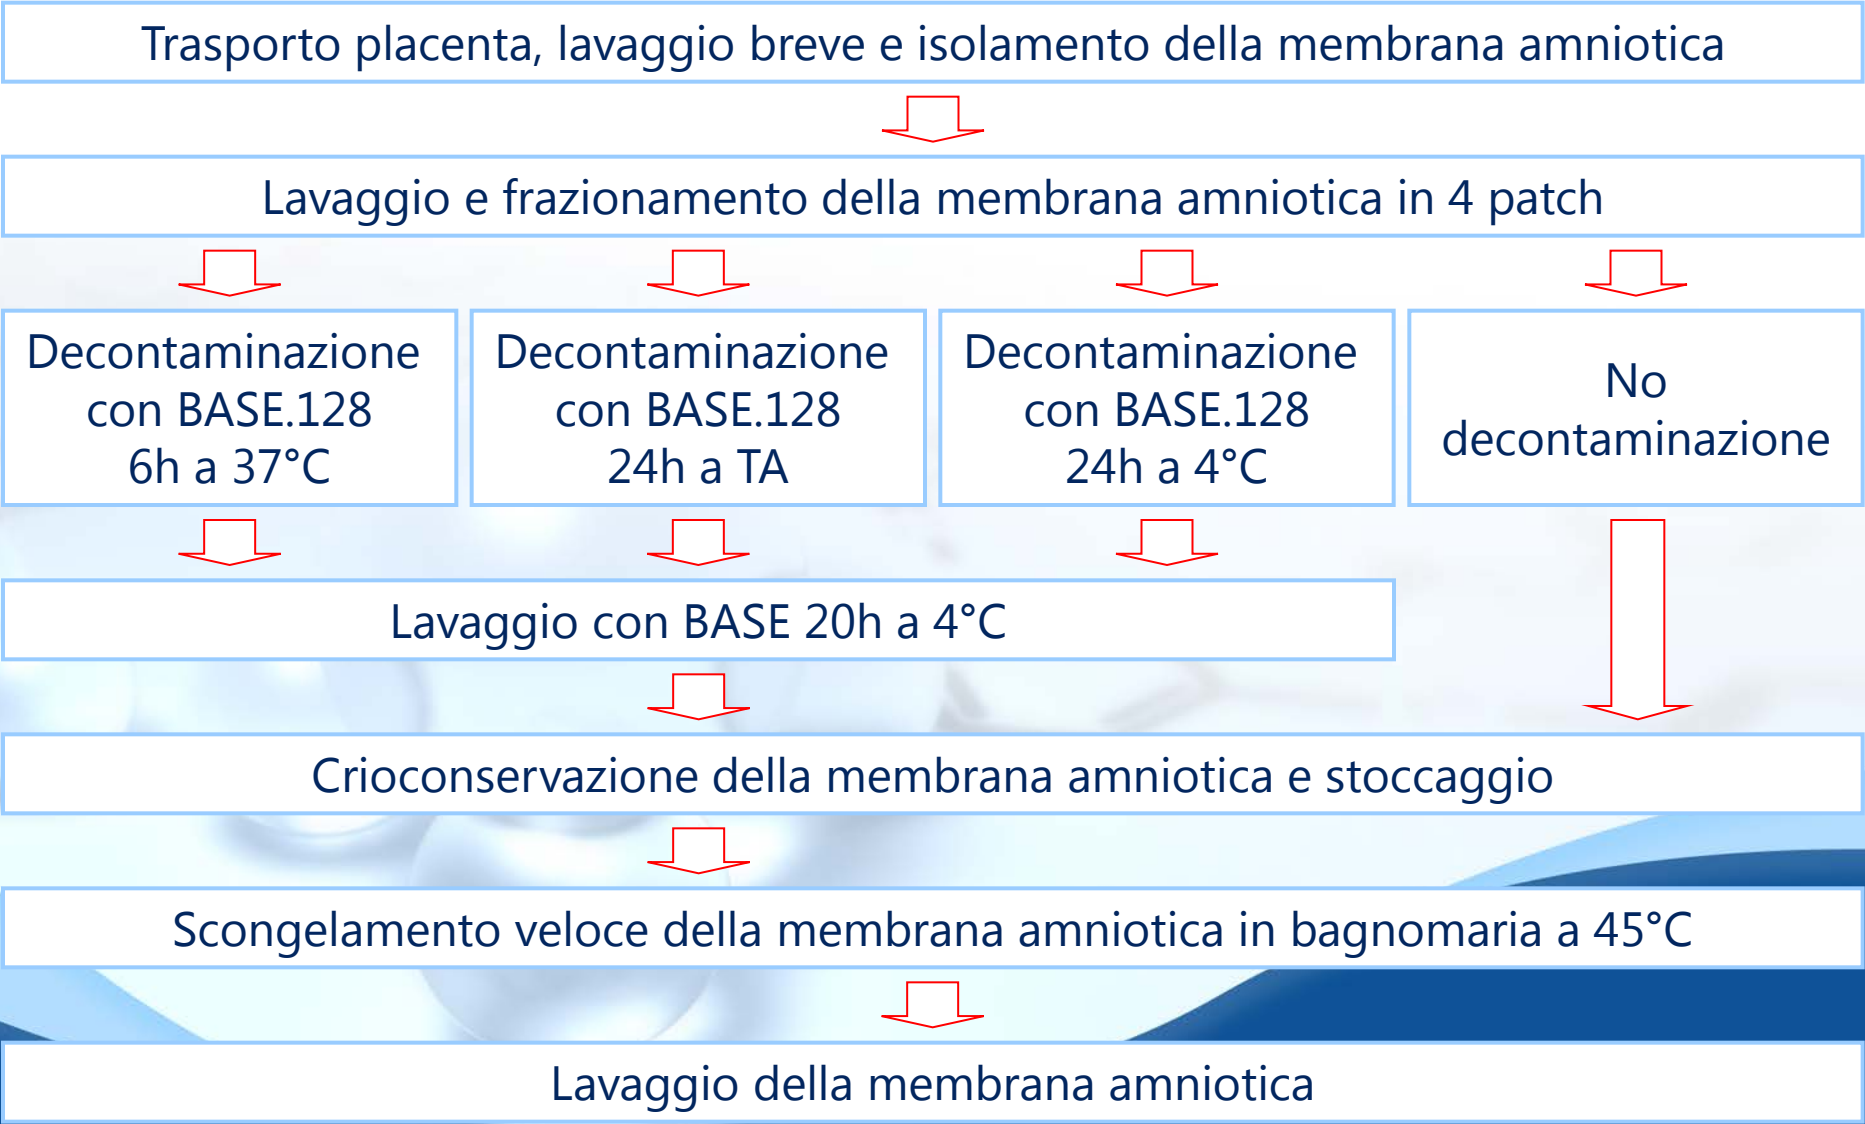 Trasporto placenta, lavaggio breve e isolamento della membrana amniotica
Lavaggio e frazionamento della membrana amniotica in 4 patch
Decontaminazione
con BASE.128
6h a 37°C
Decontaminazione
con BASE.128
24h a TA
Decontaminazione
con BASE.128
24h a 4°C
No
decontaminazione
Lavaggio con BASE 20h a 4°C
Crioconservazione della membrana amniotica e stoccaggio
Scongelamento veloce della membrana amniotica in bagnomaria a 45°C
Lavaggio della membrana amniotica